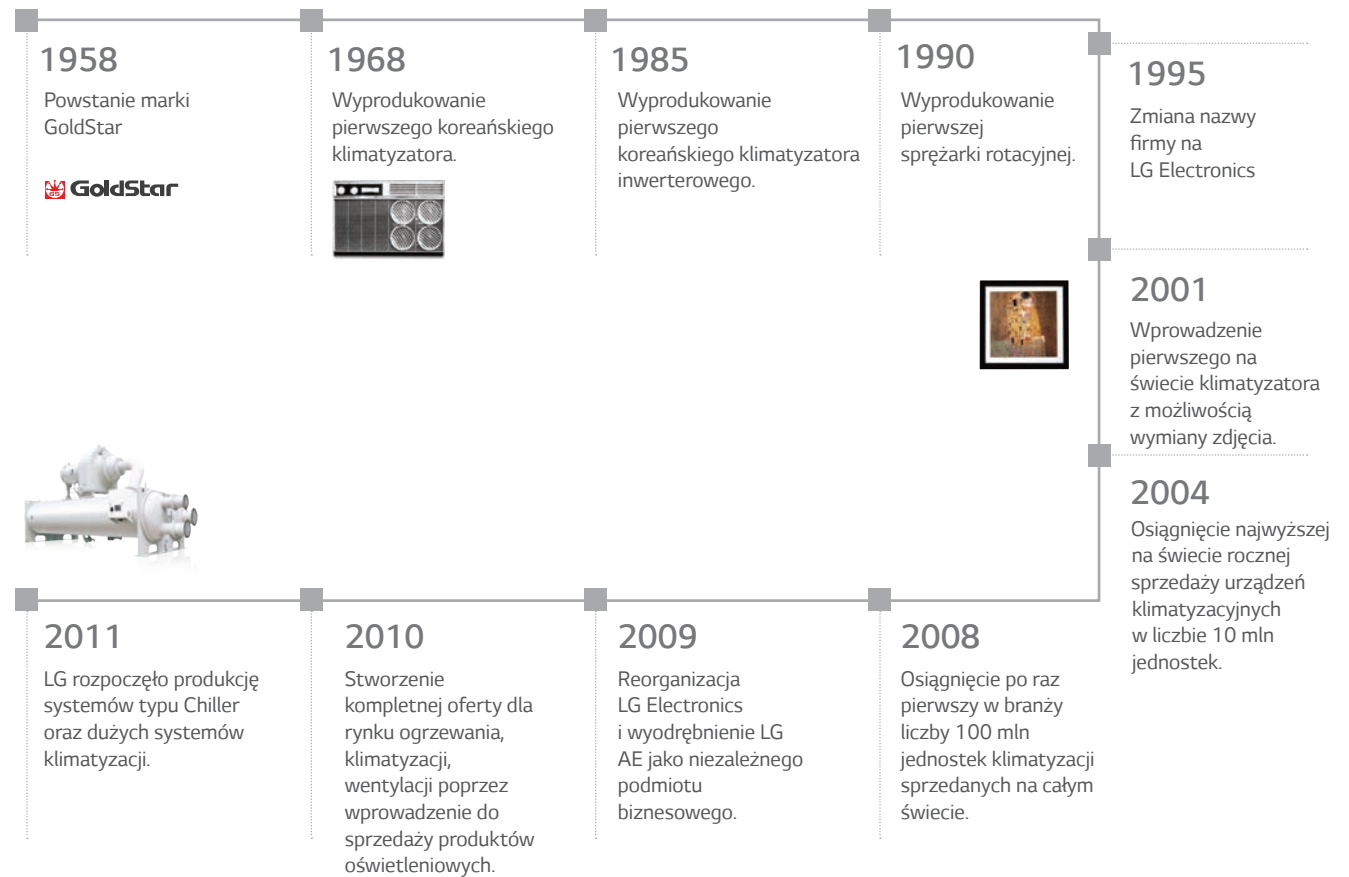 1958
Powstanie marki
GoldStar
GoldStar
1968
Wyprodukowanie
pierwszego koreańskiego
klimatyzatora.
1985
Wyprodukowanie
pierwszego
koreańskiego klimatyzatora
inwerterowego.
1990
Wyprodukowanie
pierwszej
sprężarki rotacyjnej.
1995
Zmiana nazwy
firmy na
LG Electronics
2001
Wprowadzenie
pierwszego na
świecie klimatyzatora
z możliwością
wymiany zdjęcia.
2004
Osiągnięcie najwyższej
na świecie rocznej
sprzedaży urządzeń
klimatyzacyjnych
w liczbie 10 mln
jednostek.
2008
Osiągnięcie po raz
pierwszy w branży
liczby 100 mln
jednostek klimatyzacji
sprzedanych na całym
świecie.
2009
Reorganizacja
LG Electronics
i wyodrębnienie LG
AE jako niezależnego
podmiotu
biznesowego.
2010
Stworzenie
kompletnej oferty dla
rynku ogrzewania,
klimatyzacji,
wentylacji poprzez
wprowadzenie do
sprzedaży produktów
oświetleniowych.
2011
LG rozpoczęło produkcję
systemów typu Chiller
oraz dużych systemów
klimatyzacji.